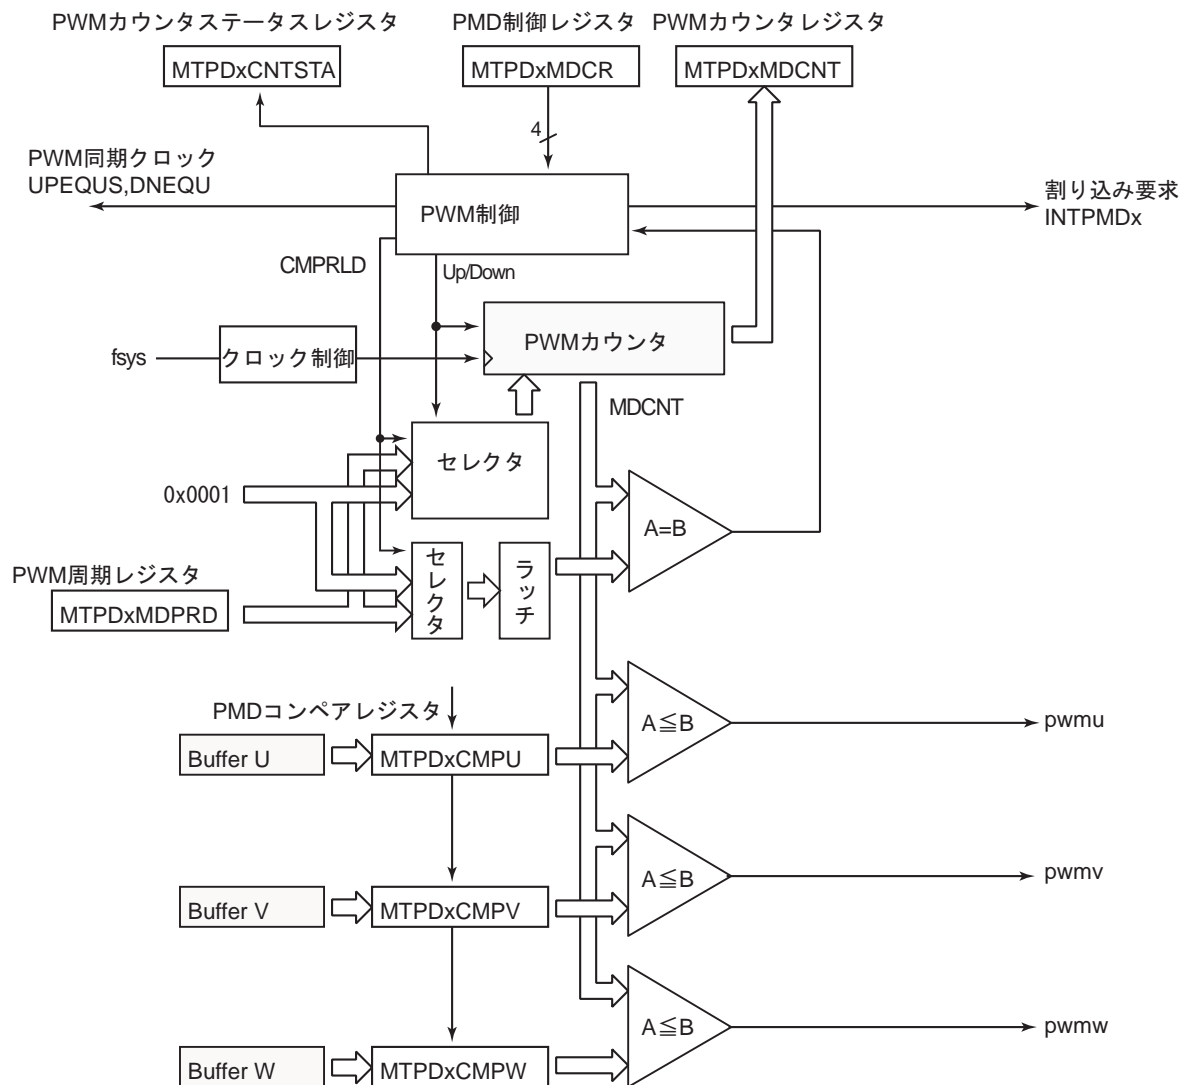 PWMカウンタステータスレジスタ
PMD制御レジスタ
PWMカウンタレジスタ
MTPDxCNTSTA
MTPDxMDCR
MTPDxMDCNT
4
PWM同期クロック
UPEQUS,DNEQU
PWM制御
割り込み要求
INTPMDx
CMPRLD
Up/Down
fsys
クロック制御
PWMカウンタ
MDCNT
セレクタ
0x0001
A=B
セレクタ
ラッチ
PWM周期レジスタ
MTPDxMDPRD
PMDコンペアレジスタ
Buffer U
MTPDxCMPU
A≦B
pwmu
Buffer V
MTPDxCMPV
A≦B
pwmv
Buffer W
MTPDxCMPW
A≦B
pwmw